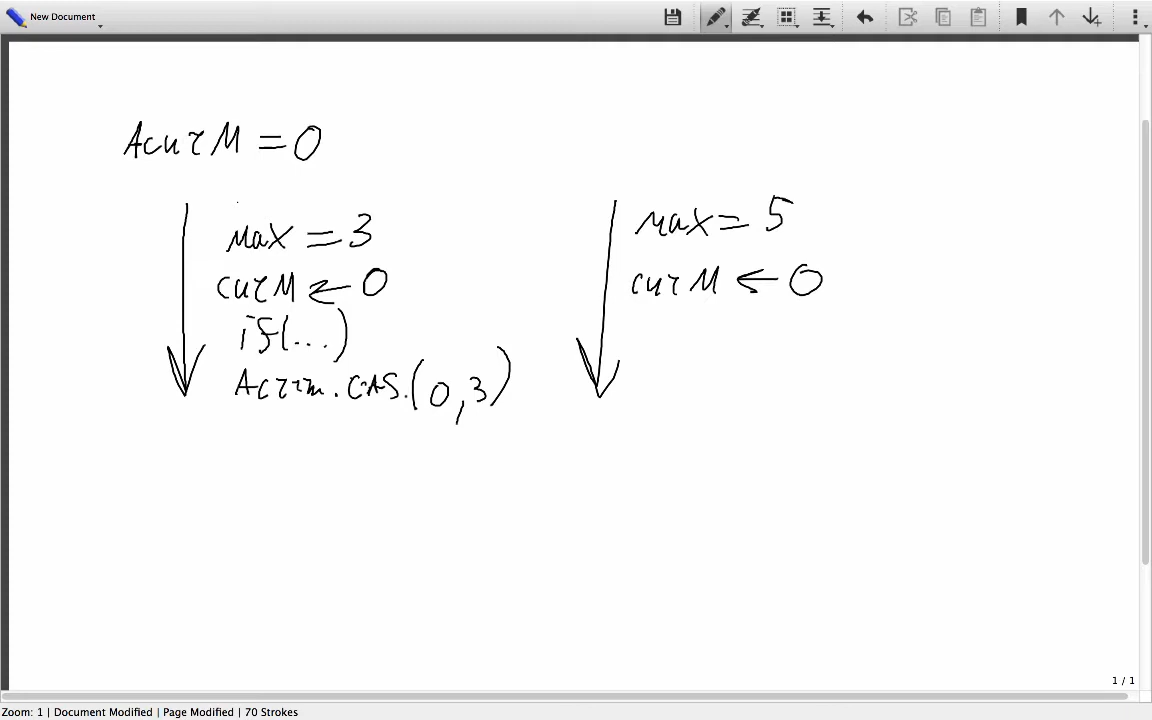 New Document
AcurM = 0
max = 3
curM ← 0
if(...)
Acrrm.CAS.(0,3)
max = 5
curM ← 0
1 / 1
Zoom: 1 | Document Modified | Page Modified | 70 Strokes